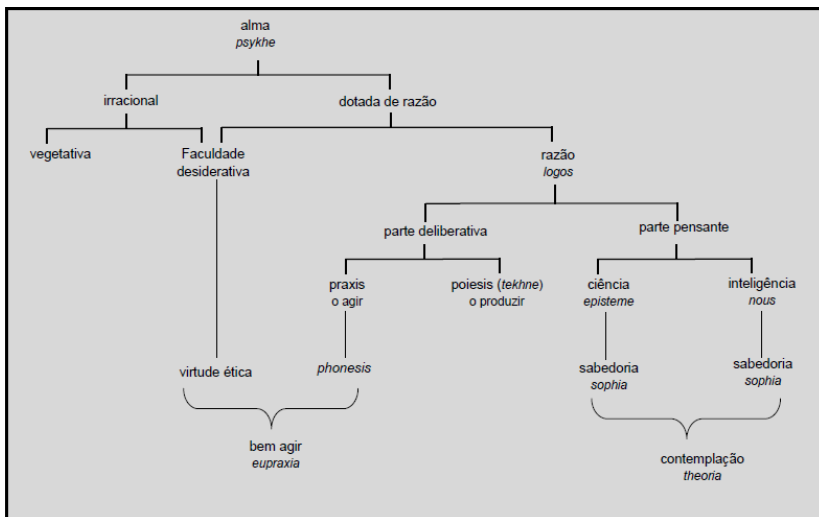 alma
psykhe
irracional
dotada de razão
vegetativa
Faculdade
desiderativa
razão
logos
parte deliberativa
parte pensante
praxis
o agir
poiesis (tekhne)
o produzir
ciência
episteme
inteligência
nous
virtude ética
phonesis
sabedoria
sophia
sabedoria
sophia
bem agir
eupraxia
contemplação
theoria